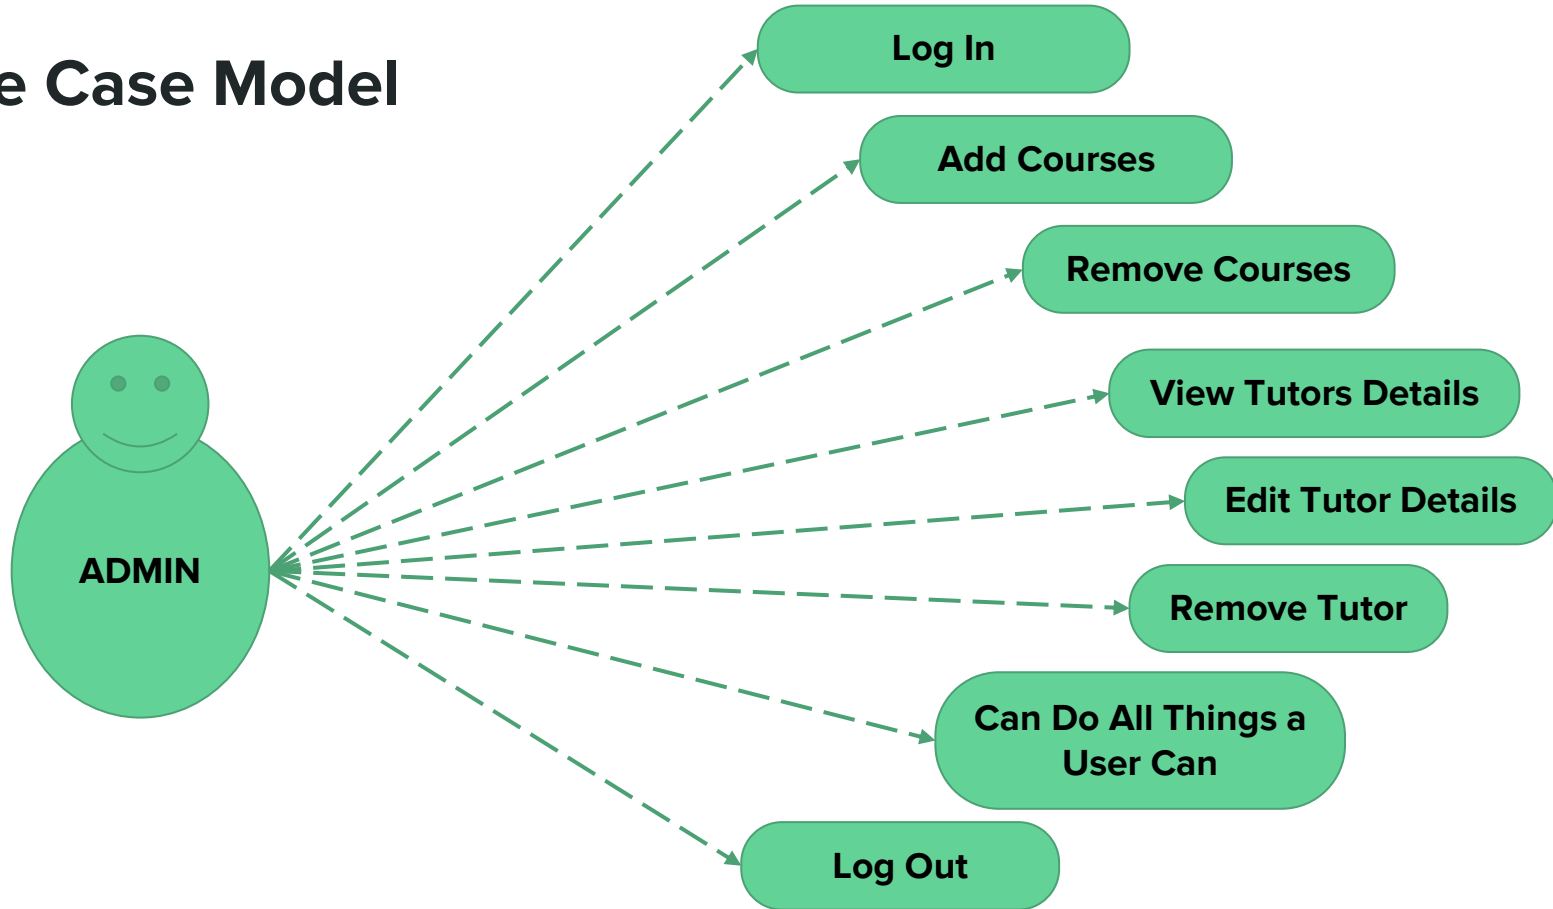 e Case Model
Log In
Add Courses
Remove Courses
View Tutors Details
Edit Tutor Details
ADMIN
Remove Tutor
Can Do All Things a
User Can
Log Out